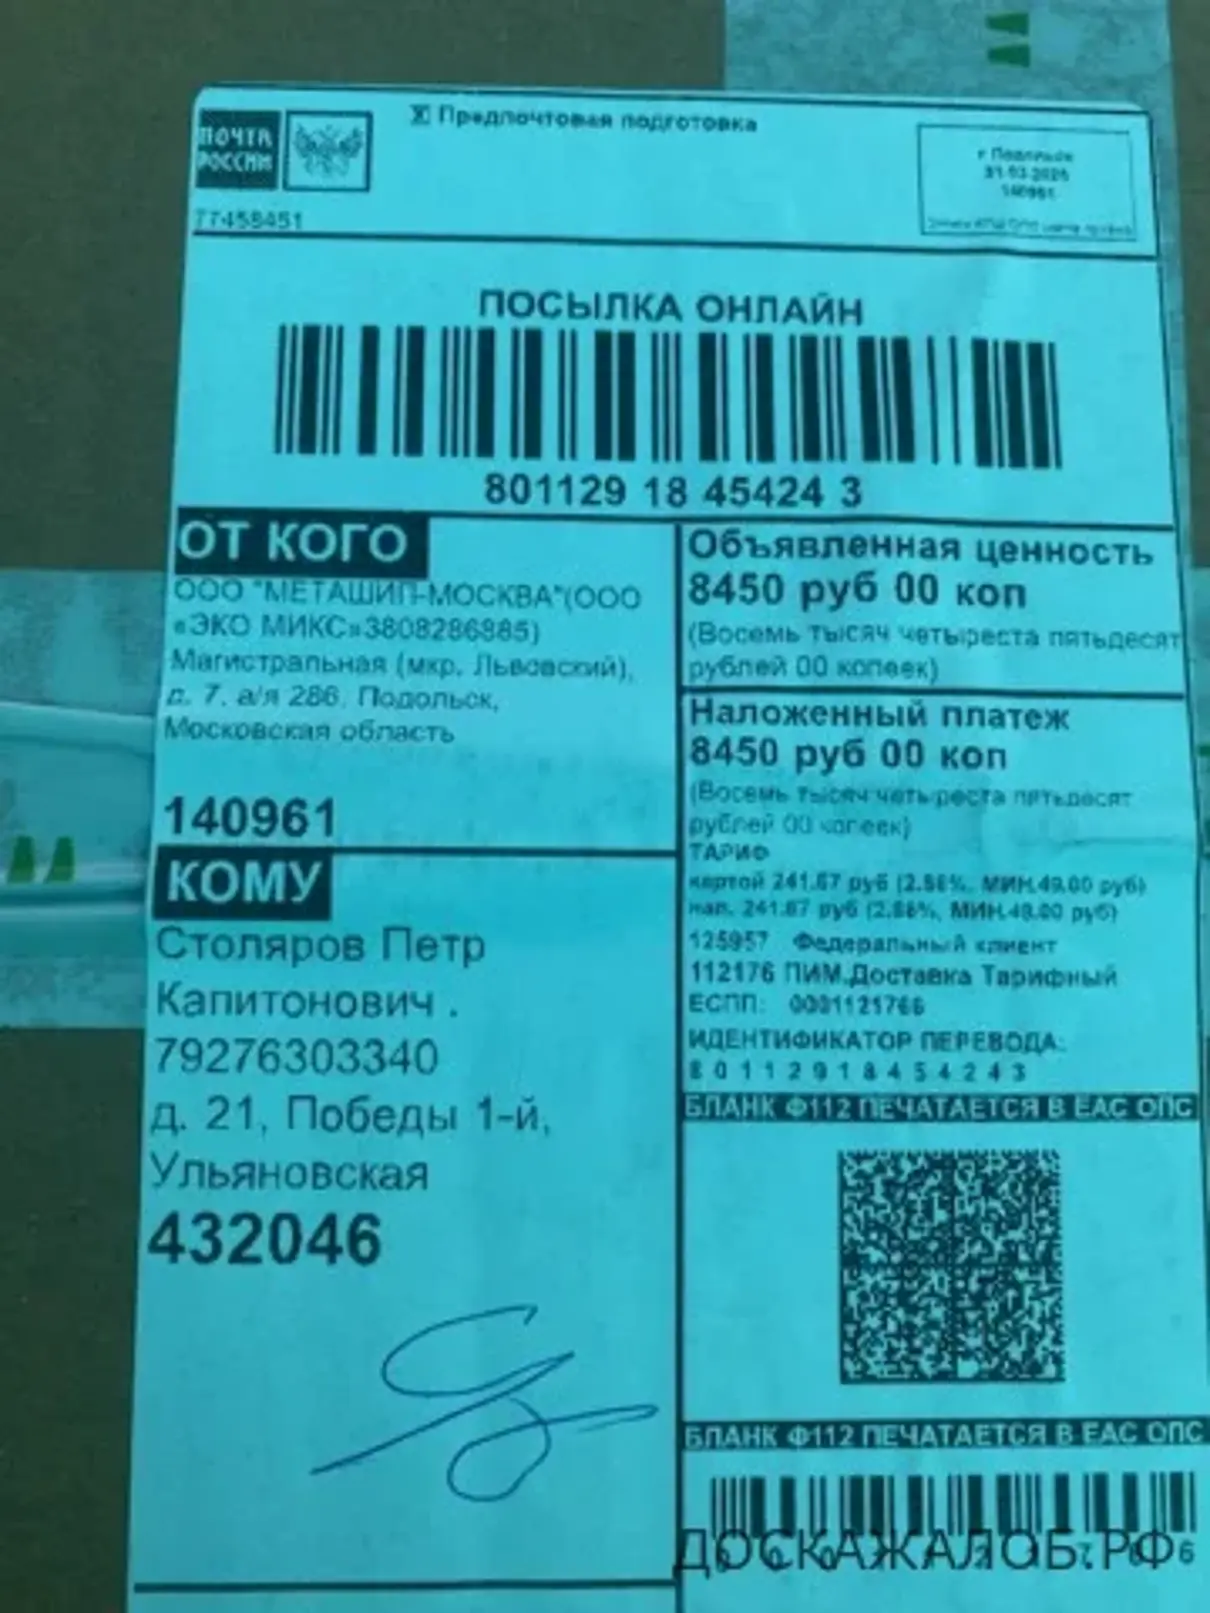 ПОЧТА
РОССИИ
Предпочтовая подготовка
г Подольск
140961
77458451
ПОСЫЛКА ОНЛАЙН
801129 18 45424 3
ОТ КОГО
ООО "МЕТАШИП-МОСКВА"(ООО
«ЭКО МИКС»3808286885)
Магистральная (мкр. Львовский),
д. 7, а/я 286, Подольск,
Московская область
140961
КОМУ
Столяров Петр
Капитонович .
79276303340
д. 21, Победы 1-й,
Ульяновская
432046
Объявленная ценность
8450 руб 00 коп
(Восемь тысяч четыреста пятьдесят
рублей 00 копеек)
Наложенный платеж
8450 руб 00 коп
(Восемь тысяч четыреста пятьдесят
рублей 00 копеек)
ТАРИФ
картой 241.67 руб (2.86%, МИН.49.00 руб)
нал. 241.67 руб (2.86%, МИН.49.00 руб)
125957 Федеральный клиент
112176 ПИМ.Доставка Тарифный
ЕСПП: 0001121766
ИДЕНТИФИКАТОР ПЕРЕВОДА:
8 0 1 1 2 9 1 8 4 5 4 2 4 3
БЛАНК Ф112 ПЕЧАТАЕТСЯ В ЕАС ОПС
БЛАНК Ф112 ПЕЧАТАЕТСЯ В ЕАС ОПС
ДОСКАЖАЛОБ.РФ